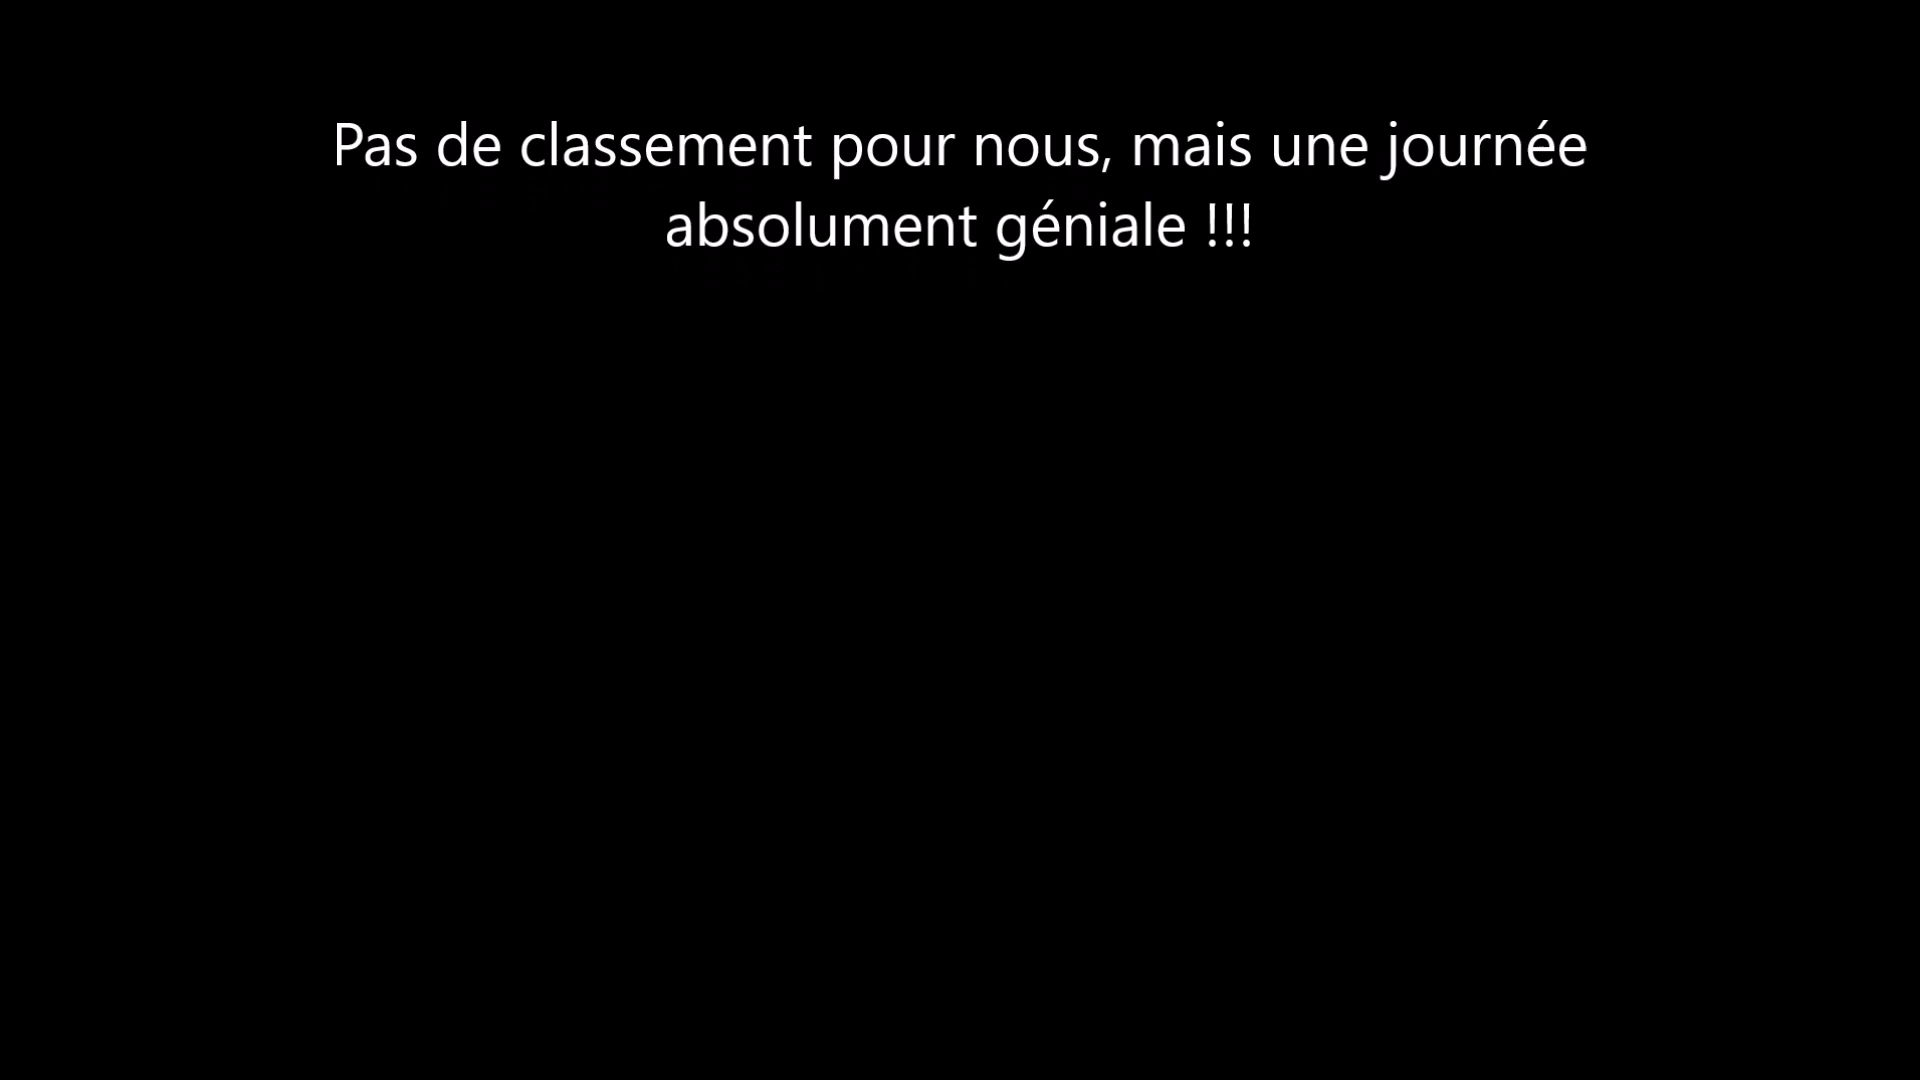 Pas de classement pour nous, mais une journée
absolument géniale !!!